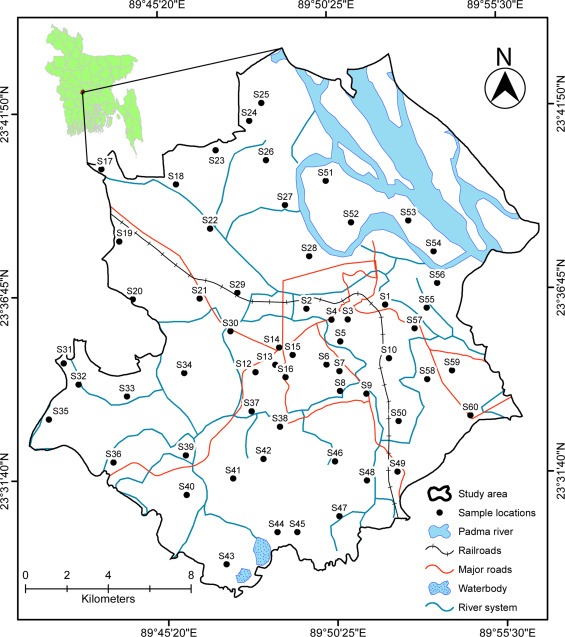 89°45'20"E 89°50'25"E 89°55'30"E
23°41'50"N
23°41'50"N
N
S25
S24
S23
S26
S17
S18
S51
S27
S22
S52
S53
S19
S28
S54
S56
23°36'45"N
23°36'45"N
S20
S21
S29
S2
S1
S55
S4
S3
S57
S30
S5
S14
S15
S31
S13
S6
S7
S10
S59
S34
S12
S16
S58
S32
S8
S9
S33
S37
S60
S35
S38
S50
S36
S39
S42
S46
23°31'40"N
23°31'40"N
S41
S48
S49
S40
S47
S44
S45
S43
Study area
Sample locations
Padma river
Railroads
Major roads
Waterbody
River system
0 2 4 8
Kilometers
89°45'20"E 89°50'25"E 89°55'30"E